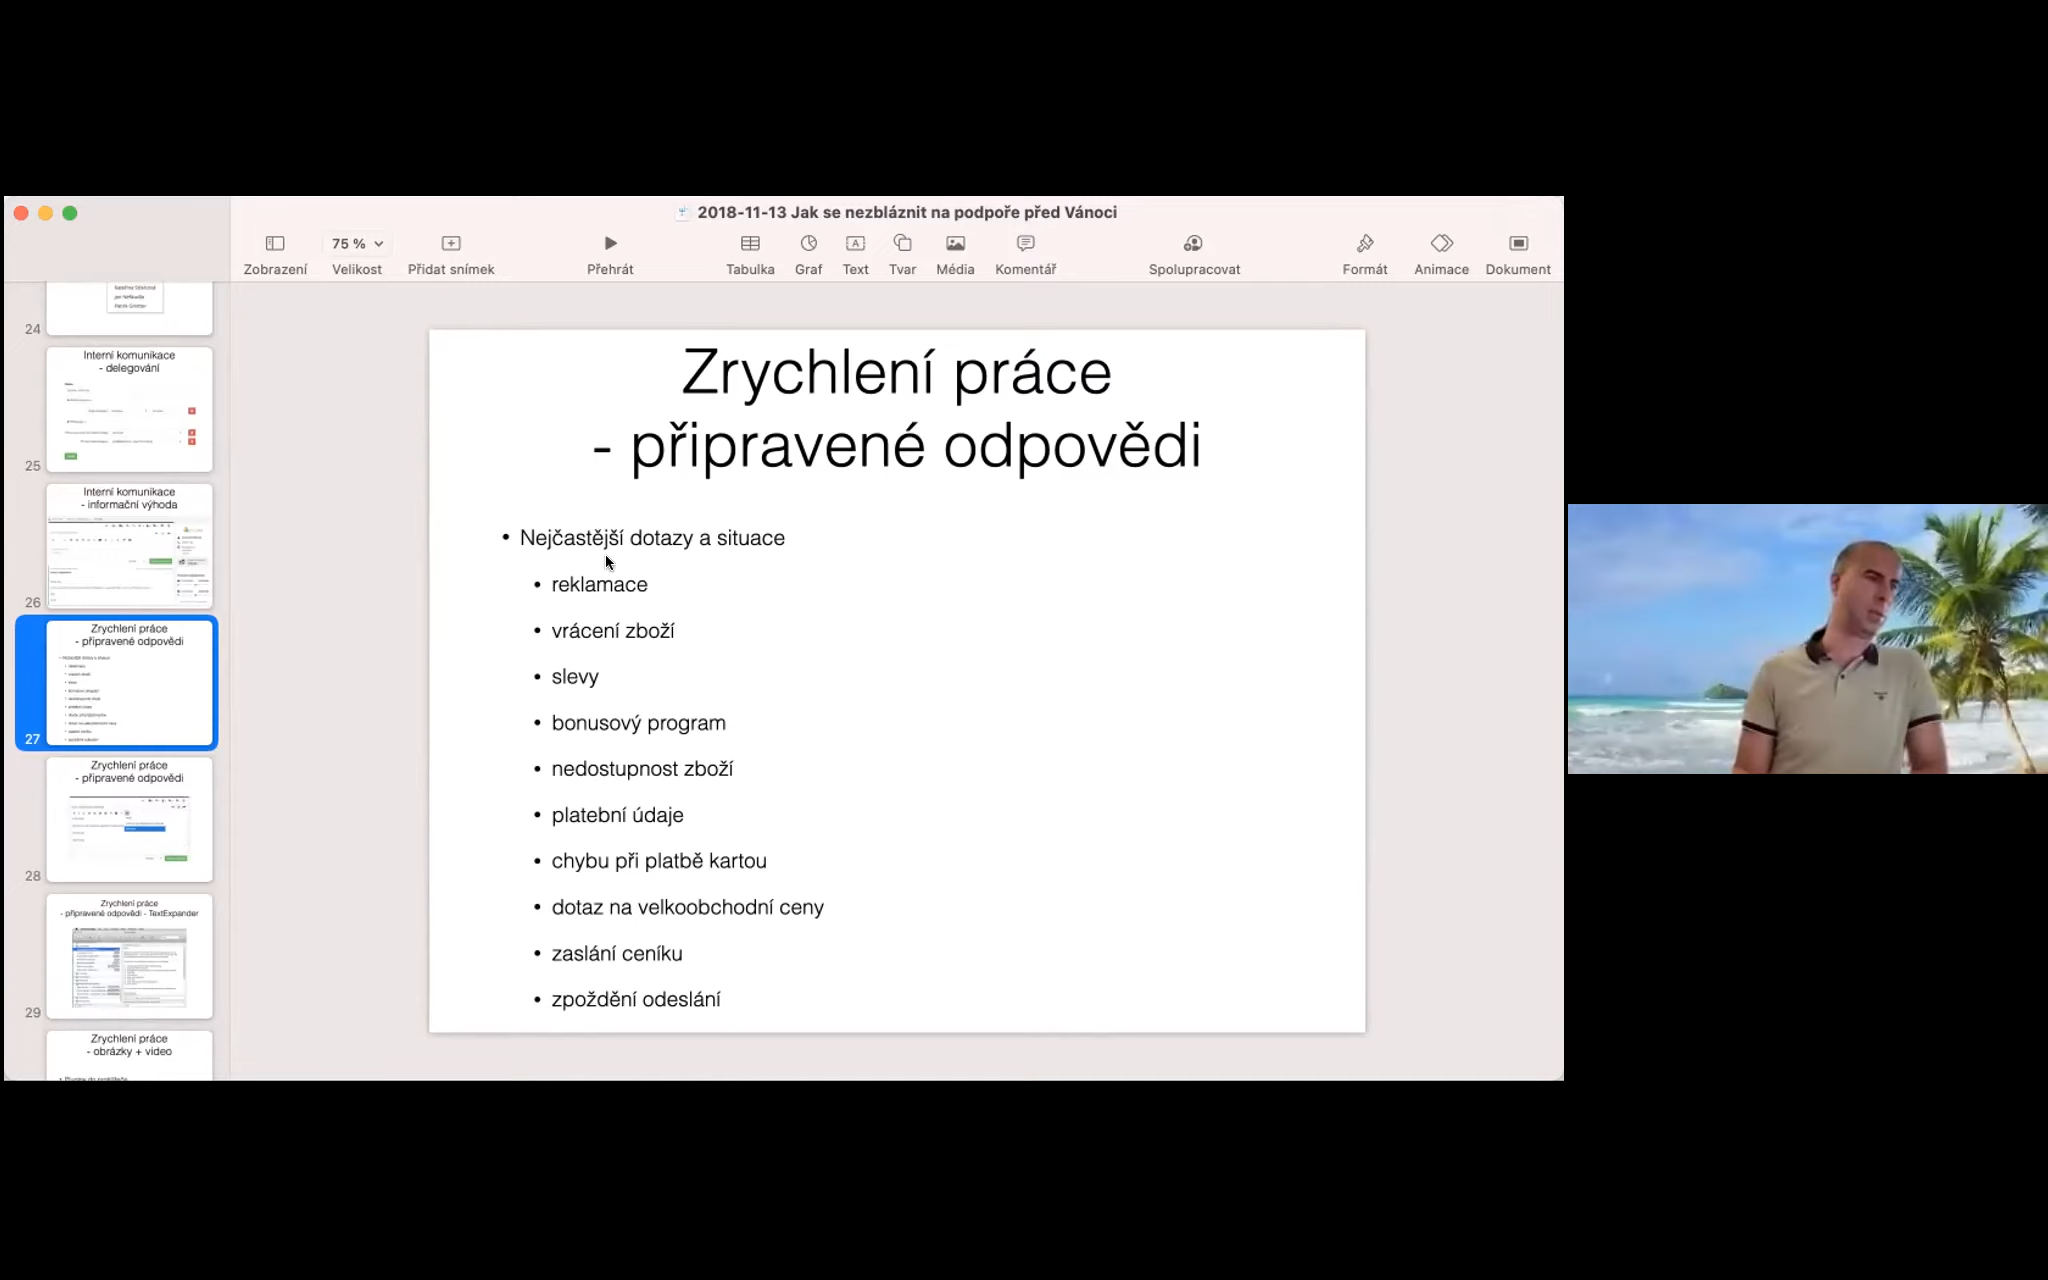 2018-11-13 Jak se nezbláznit na podpoře před Vánoci
75 %
Zobrazení Velikost Přidat snímek Přehrát Tabulka Graf Text Tvar Média Komentář Spolupracovat Formát Animace Dokument
24
Interní komunikace
- delegování
25
Interní komunikace
- informační výhoda
26
Zrychlení práce
- připravené odpovědi
27
Zrychlení práce
- připravené odpovědi
28
Zrychlení práce
- připravené odpovědi - TextExpander
29
Zrychlení práce
- obrázky + video
Zrychlení práce
- připravené odpovědi
• Nejčastější dotazy a situace
• reklamace
• vrácení zboží
• slevy
• bonusový program
• nedostupnost zboží
• platební údaje
• chybu při platbě kartou
• dotaz na velkoobchodní ceny
• zaslání ceníku
• zpoždění odeslání